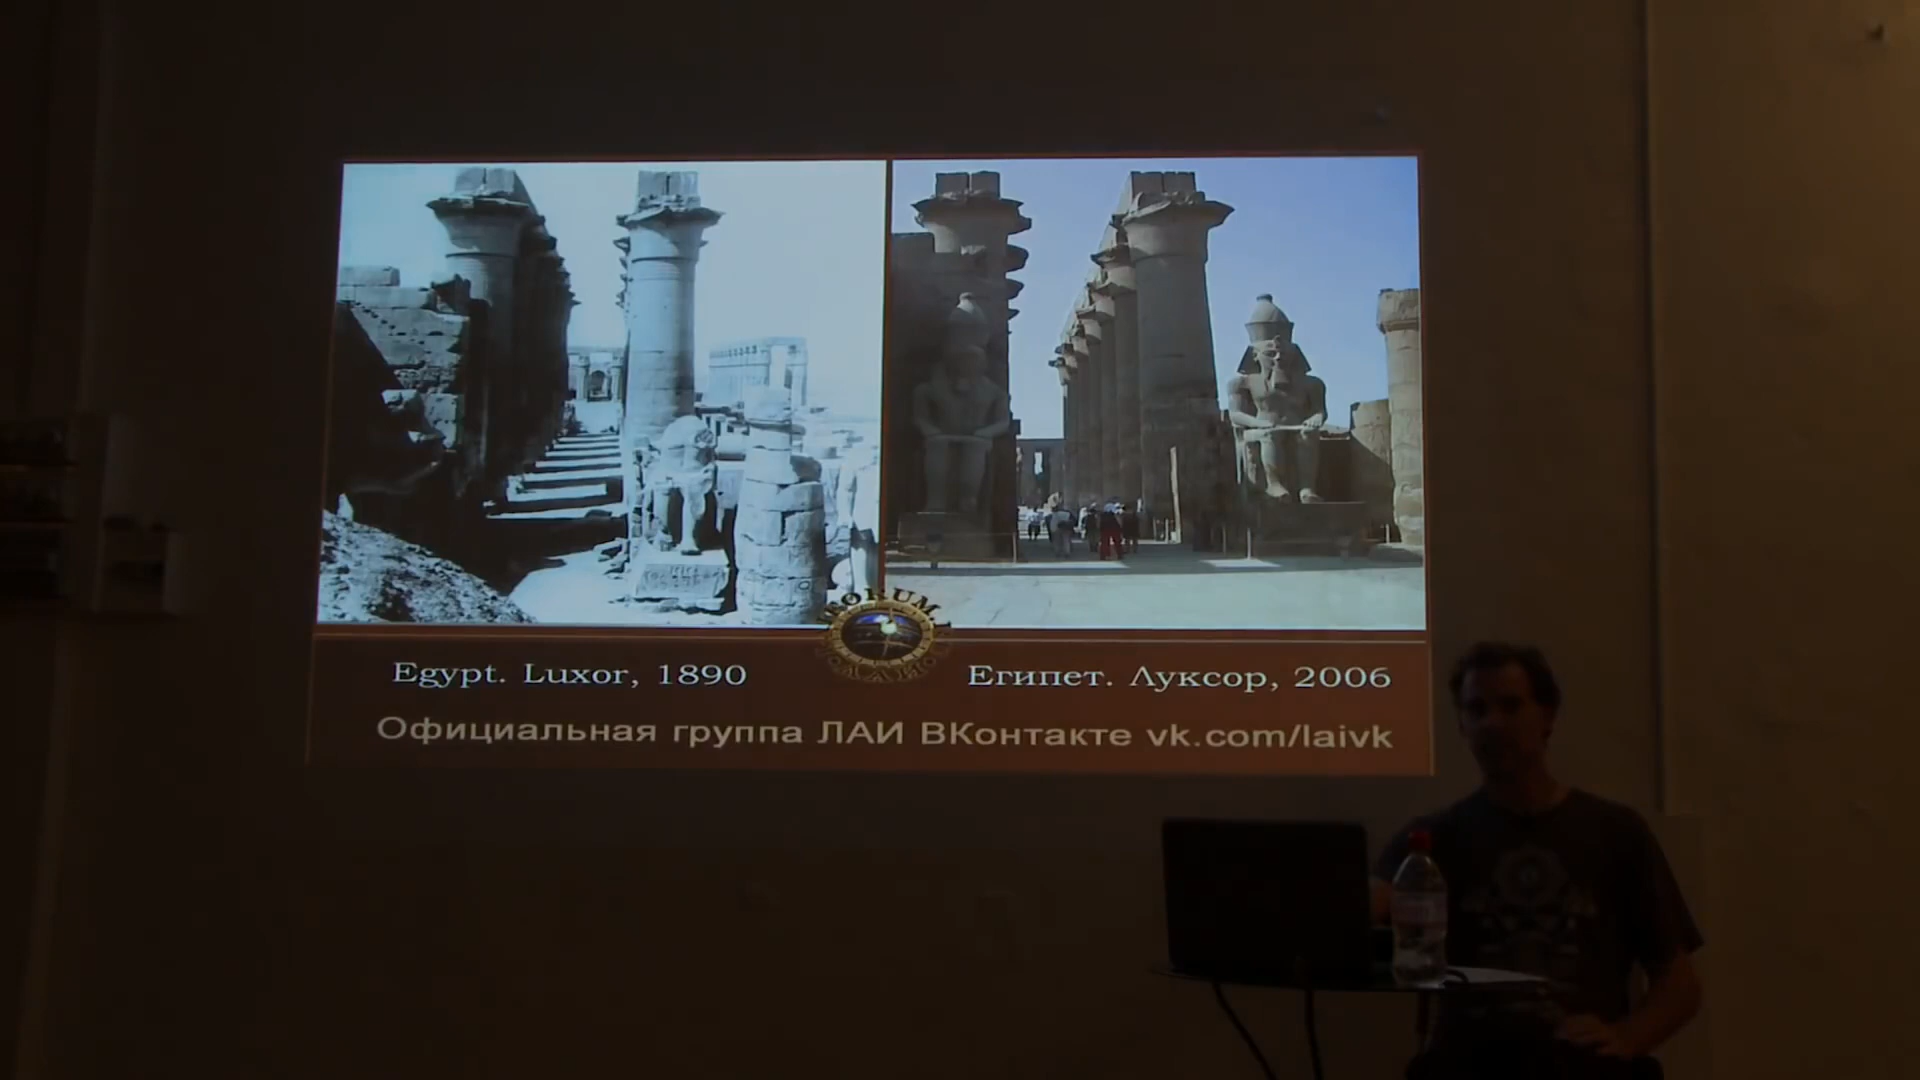 Egypt. Luxor, 1890
Египет. Луксор, 2006
Официальная группа ЛАИ ВКонтакте vk.com/laivk